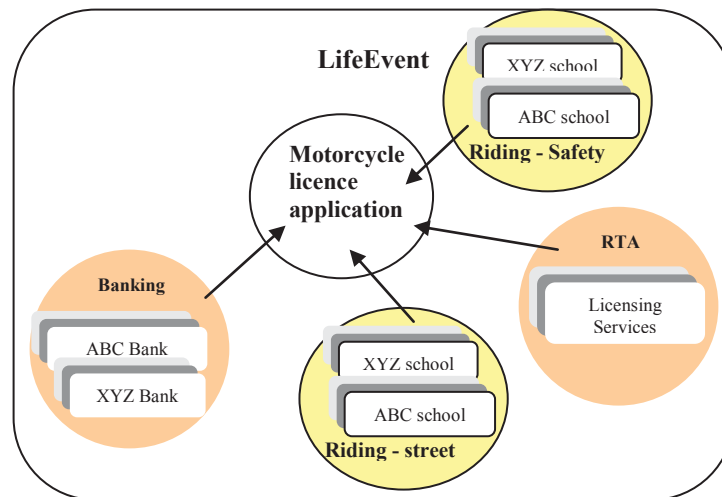 LifeEvent
XYZ school
ABC school
Riding - Safety
Motorcycle
licence
application
RTA
Licensing
Services
Banking
ABC Bank
XYZ Bank
XYZ school
ABC school
Riding - street